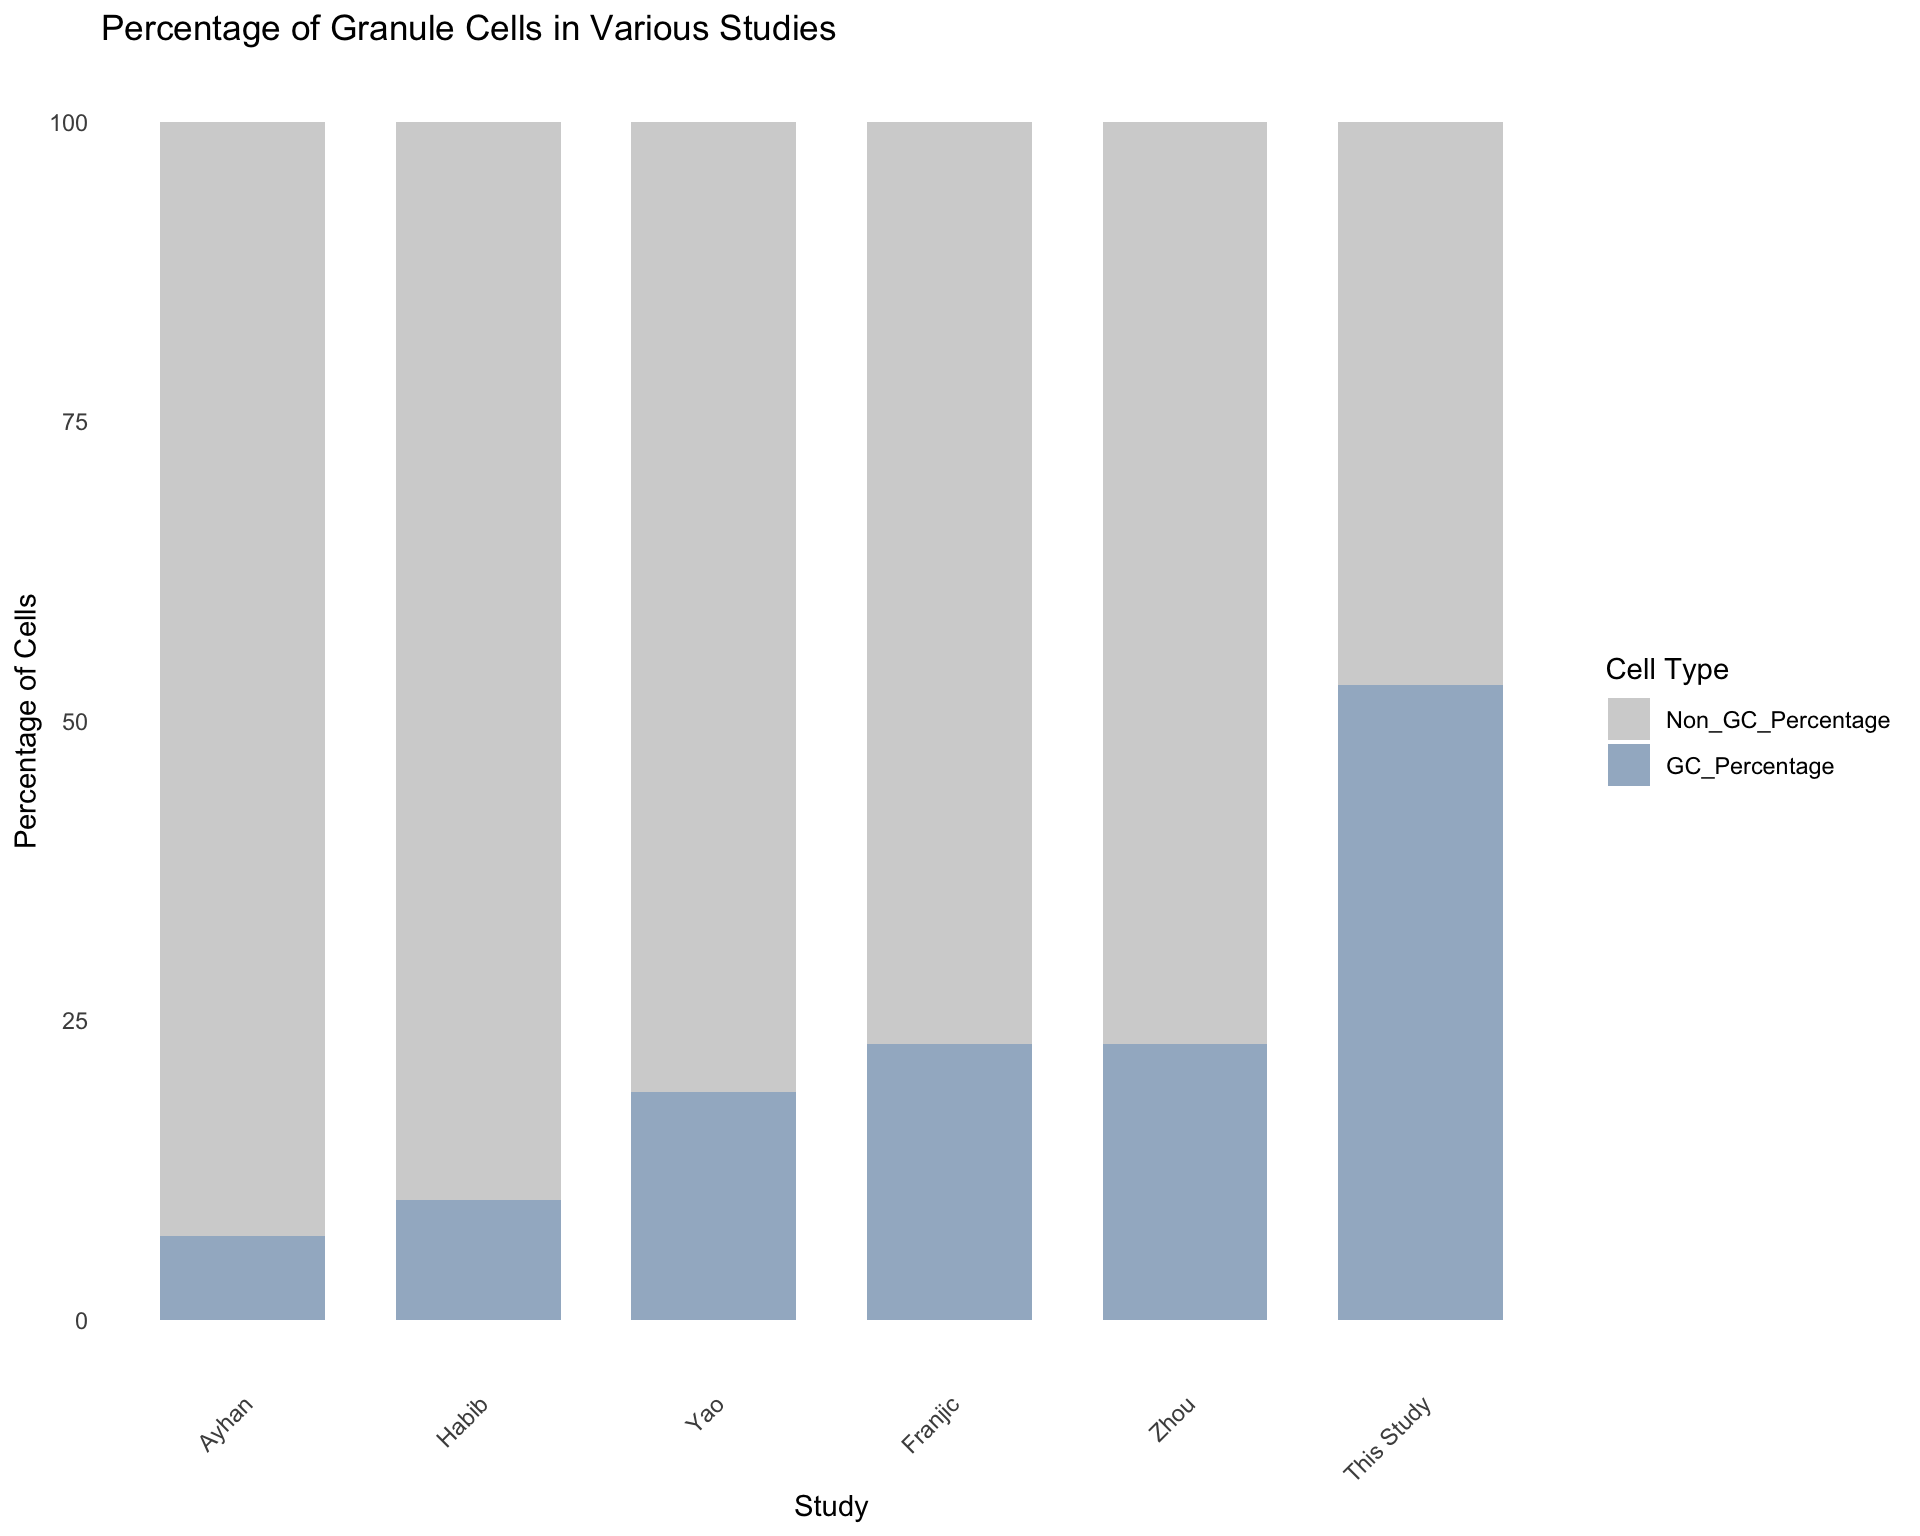 Percentage of Granule Cells in Various Studies
100
75
50
25
0
Percentage of Cells
Ayhan
Habib
Yao
Franjic
Zhou
This Study
Study
Cell Type
Non_GC_Percentage
GC_Percentage